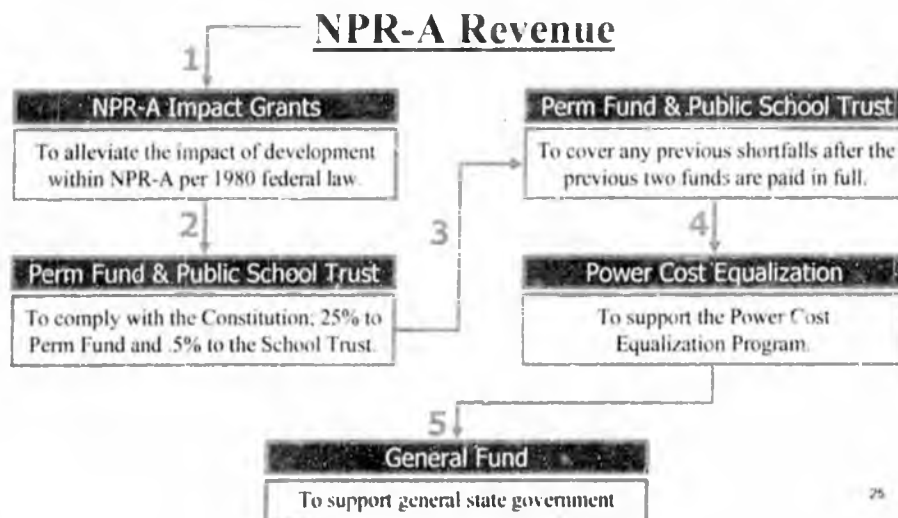 NPR-A Revenue
1
NPR-A Impact Grants
To alleviate the impact of development
within NPR-A per 1980 federal law.
2
Perm Fund & Public School Trust
To comply with the Constitution; 25% to
Perm Fund and .5% to the School Trust.
3
Perm Fund & Public School Trust
To cover any previous shortfalls after the
previous two funds are paid in full.
4
Power Cost Equalization
To support the Power Cost
Equalization Program.
5
General Fund
To support general state government
25